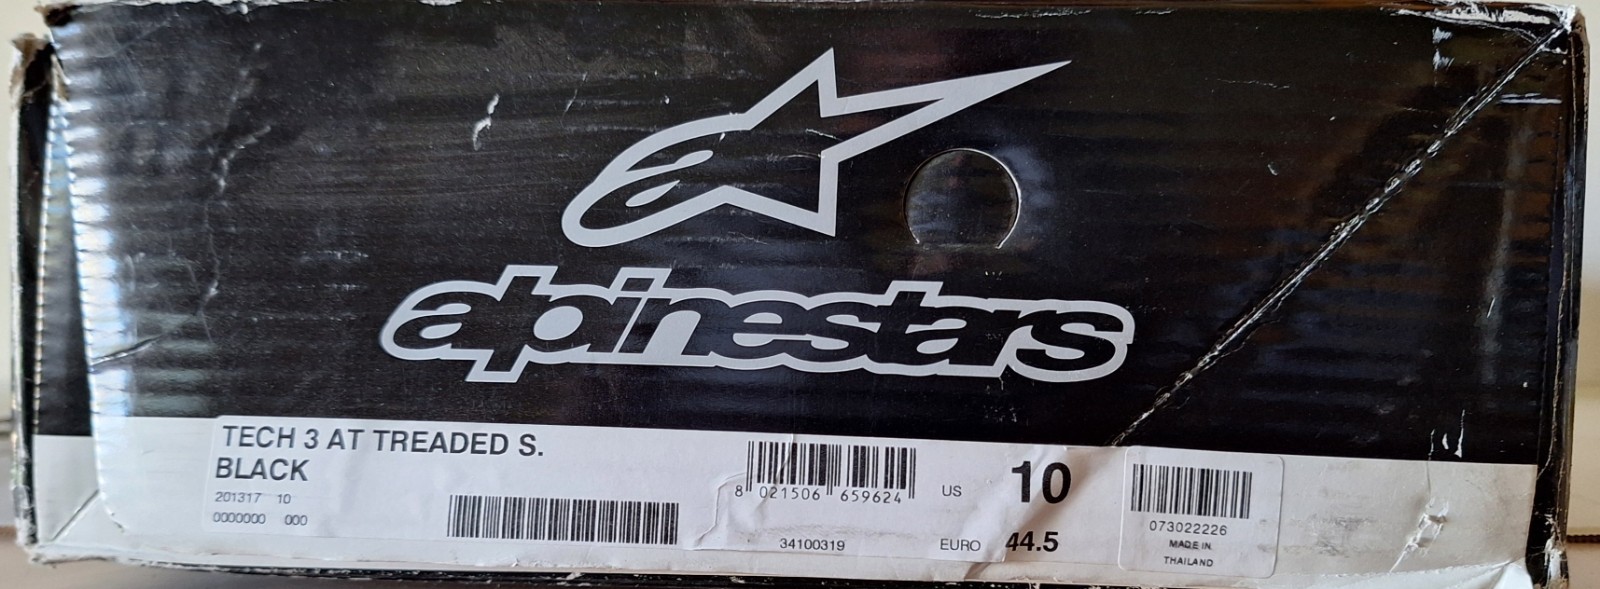 alpinestars
TECH 3 AT TREADED S.
BLACK
201317 10
0000000 000
8 021506 659624
34100319
US 10
EURO 44.5
073022226
MADE IN
THAILAND